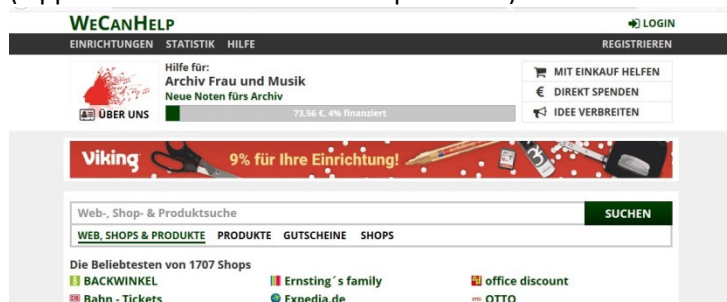 WECANHELP
LOGIN
EINRICHTUNGEN STATISTIK HILFE
REGISTRIEREN
Hilfe für:
Archiv Frau und Musik
Neue Noten fürs Archiv
ÜBER UNS
73,56 €, 4% finanziert
MIT EINKAUF HELFEN
€ DIREKT SPENDEN
IDEE VERBREITEN
Viking
9% für Ihre Einrichtung!
Web-, Shop- & Produktsuche
SUCHEN
WEB, SHOPS & PRODUKTE PRODUKTE GUTSCHEINE SHOPS
Die Beliebtesten von 1707 Shops
BACKWINKEL
Ernsting´s family
office discount
Bahn - Tickets
Expedia.de
OTTO